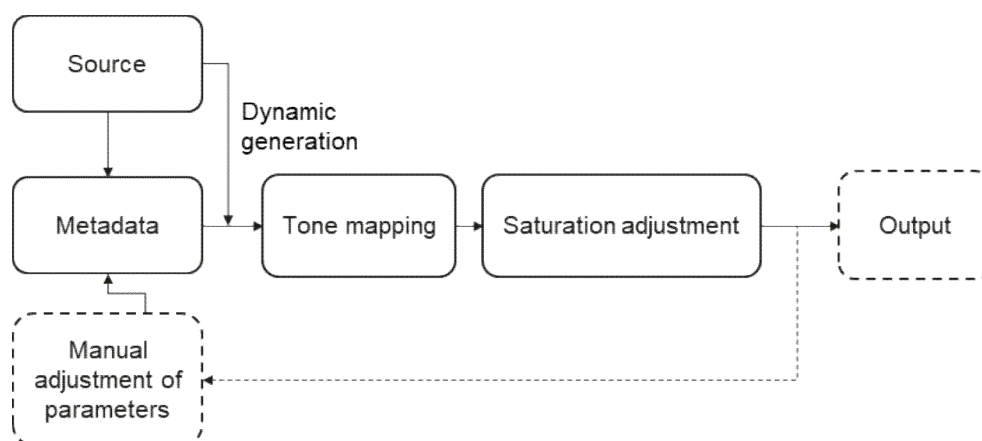 Source
Dynamic
generation
Metadata
Tone mapping
Saturation adjustment
Output
Manual
adjustment of
parameters